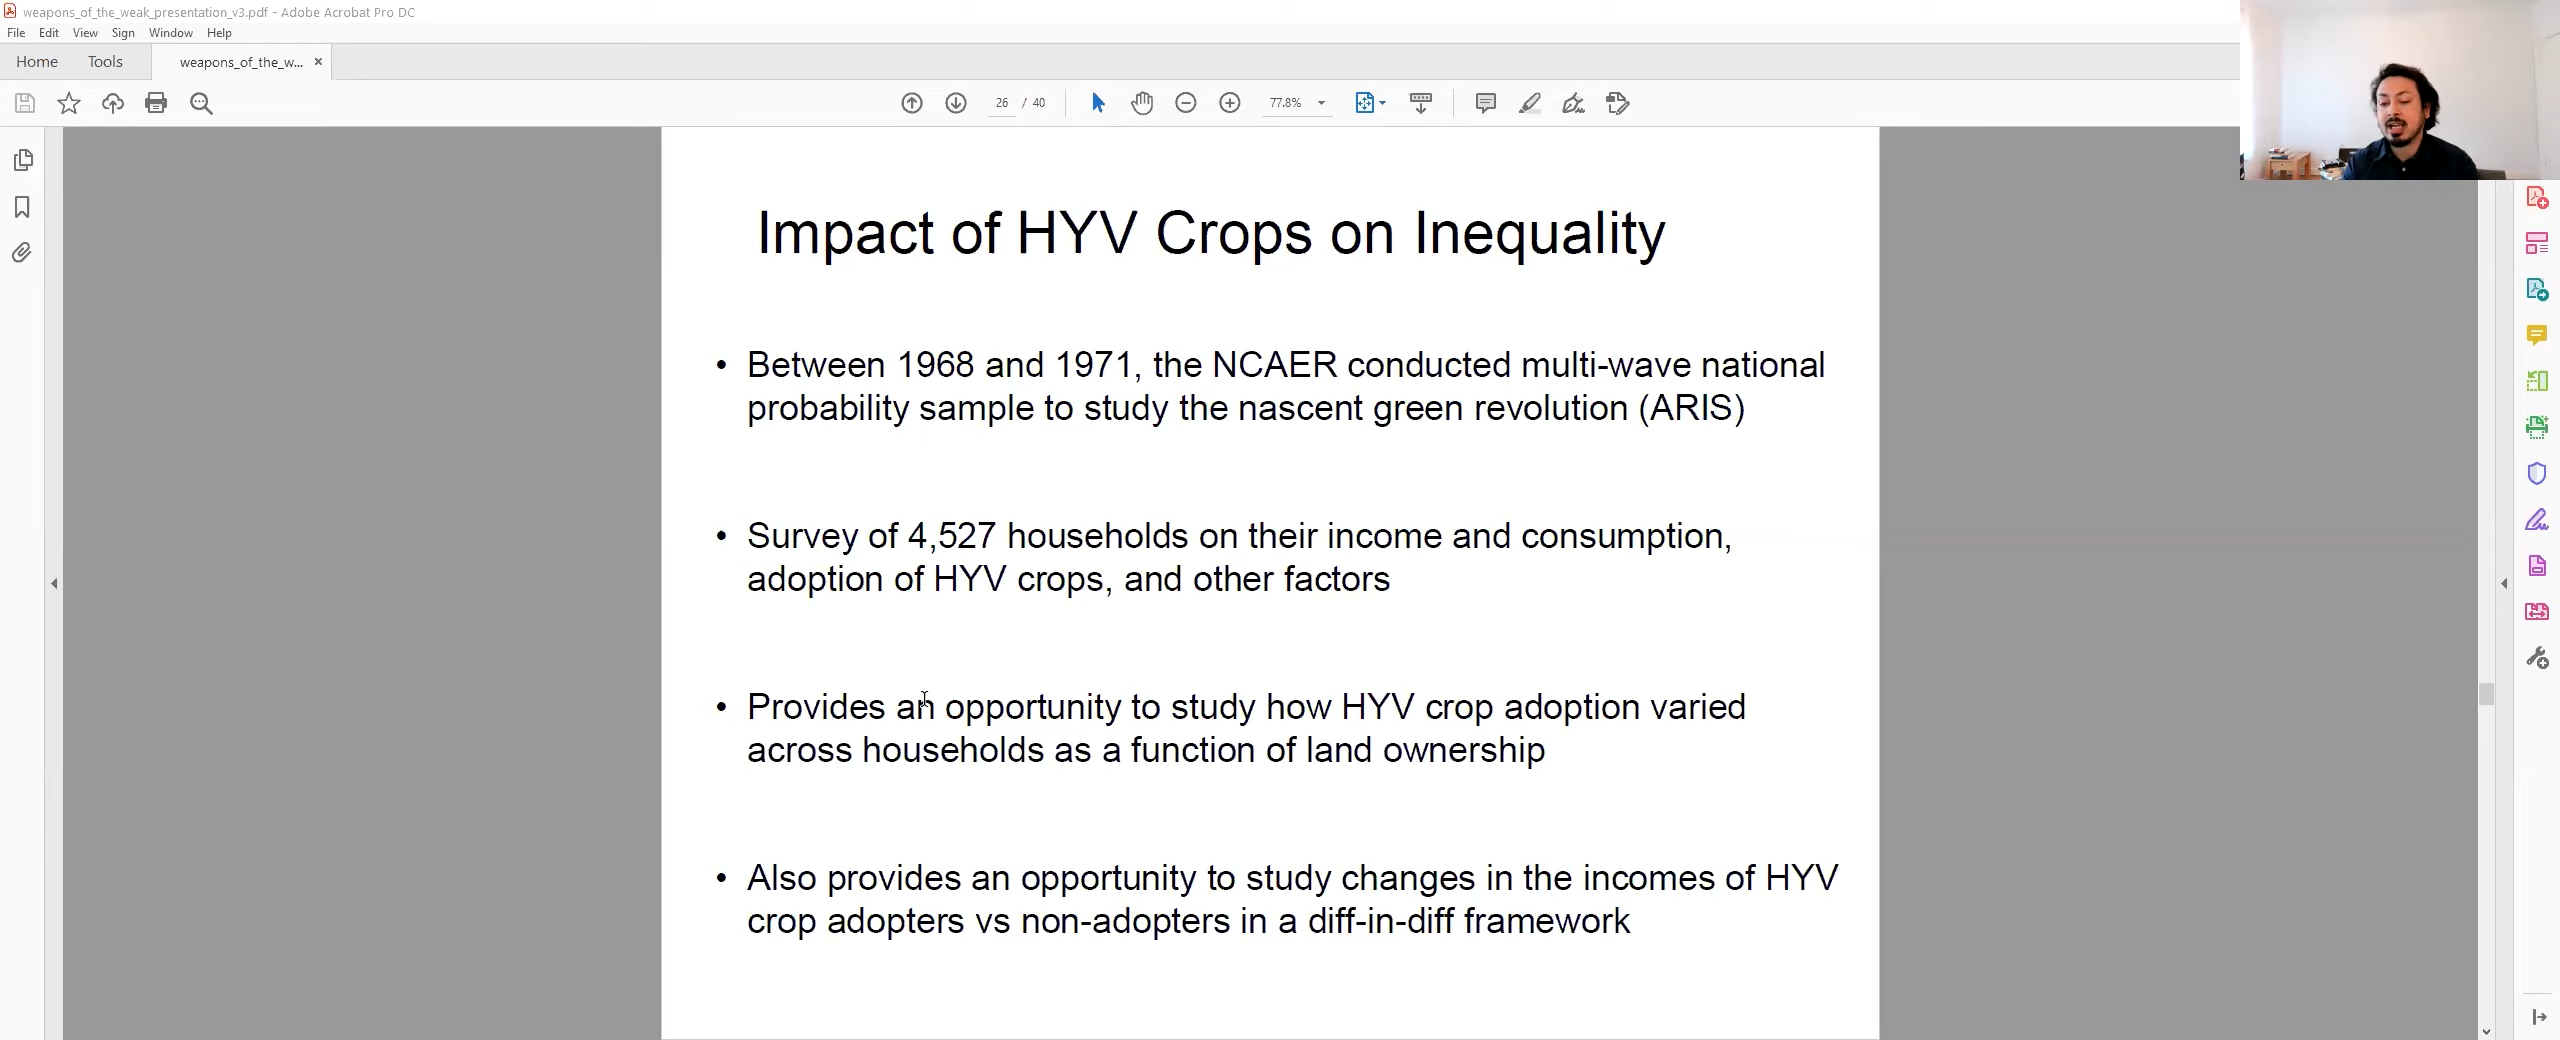 weapons_of_the_weak_presentation_v3.pdf - Adobe Acrobat Pro DC
File Edit View Sign Window Help
Home Tools weapons_of_the_w... ×
26 / 40 77.8%
Impact of HYV Crops on Inequality
• Between 1968 and 1971, the NCAER conducted multi-wave national
probability sample to study the nascent green revolution (ARIS)
• Survey of 4,527 households on their income and consumption,
adoption of HYV crops, and other factors
• Provides an opportunity to study how HYV crop adoption varied
across households as a function of land ownership
• Also provides an opportunity to study changes in the incomes of HYV
crop adopters vs non-adopters in a diff-in-diff framework